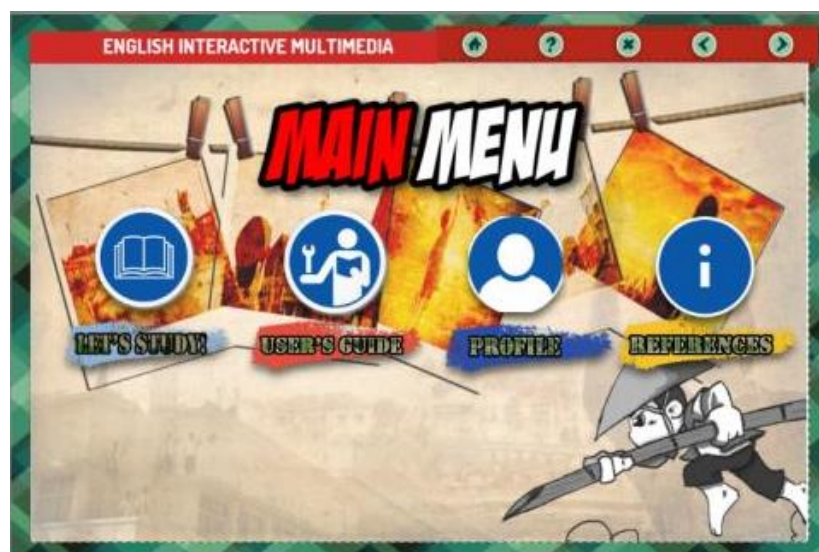 ENGLISH INTERACTIVE MULTIMEDIA
MAIN MENU
LET'S STUDY!
USER'S GUIDE
PROFILE
REFERENCES